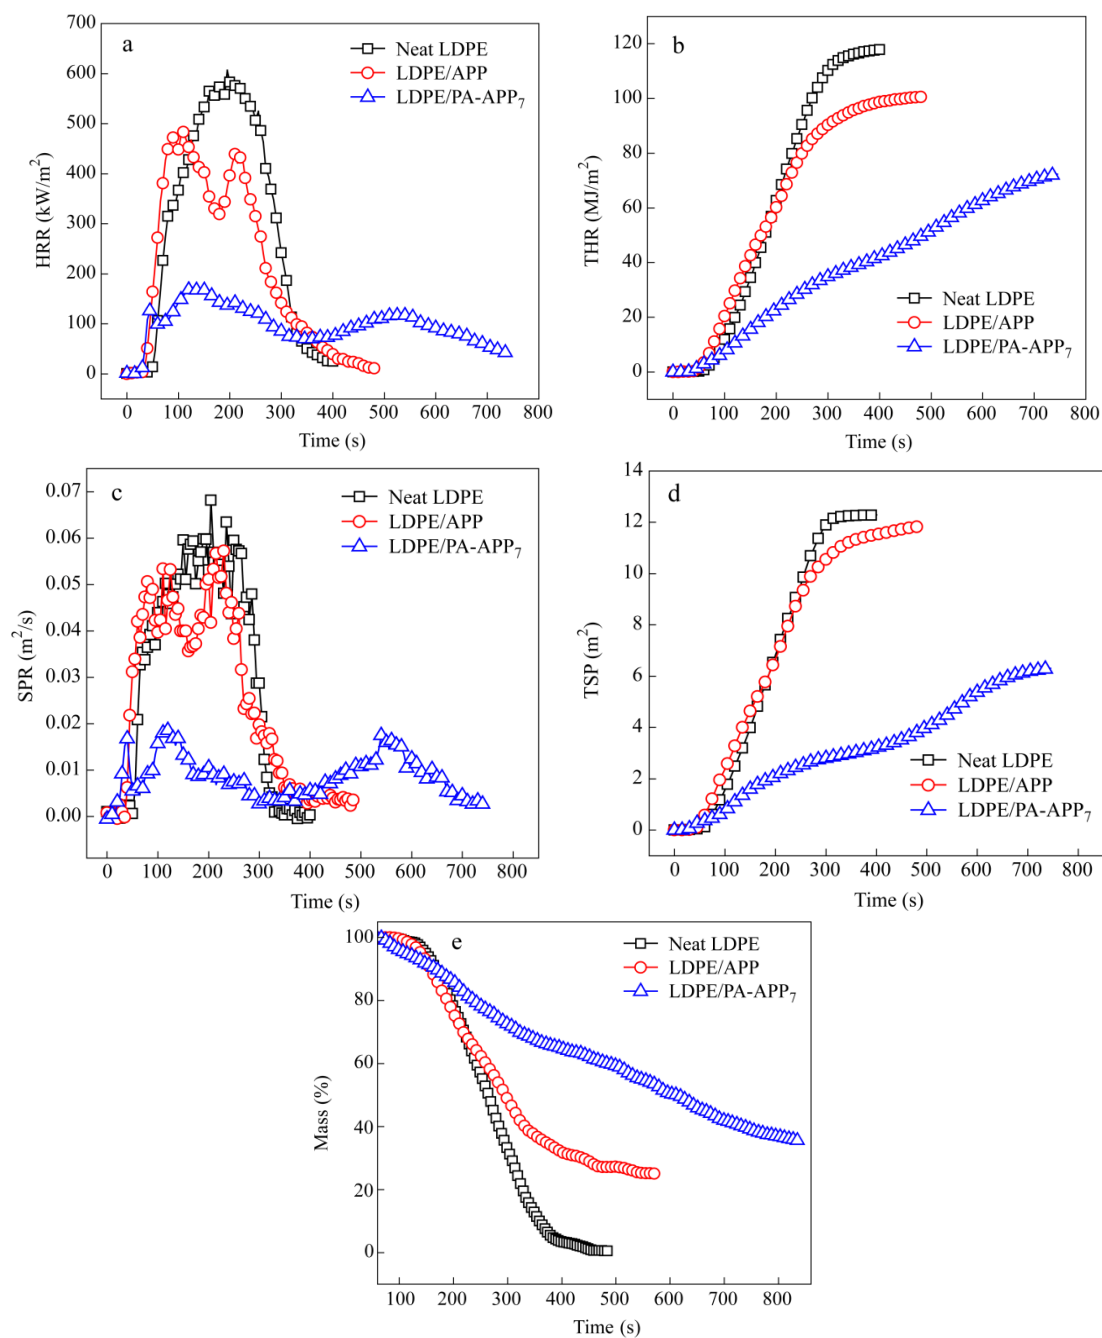 a
Neat LDPE
LDPE/APP
LDPE/PA-APP₇
700
600
500
400
300
200
100
0
HRR (kW/m²)
0 100 200 300 400 500 600 700 800
Time (s)
b
120
100
80
60
40
20
0
THR (MJ/m²)
Neat LDPE
LDPE/APP
LDPE/PA-APP₇
0 100 200 300 400 500 600 700 800
Time (s)
c
Neat LDPE
LDPE/APP
LDPE/PA-APP₇
0.07
0.06
0.05
0.04
0.03
0.02
0.01
0.00
SPR (m²/s)
0 100 200 300 400 500 600 700 800
Time (s)
d
14
12
10
8
6
4
2
0
TSP (m²)
Neat LDPE
LDPE/APP
LDPE/PA-APP₇
0 100 200 300 400 500 600 700 800
Time (s)
e
Neat LDPE
LDPE/APP
LDPE/PA-APP₇
100
80
60
40
20
0
Mass (%)
100 200 300 400 500 600 700 800
Time (s)